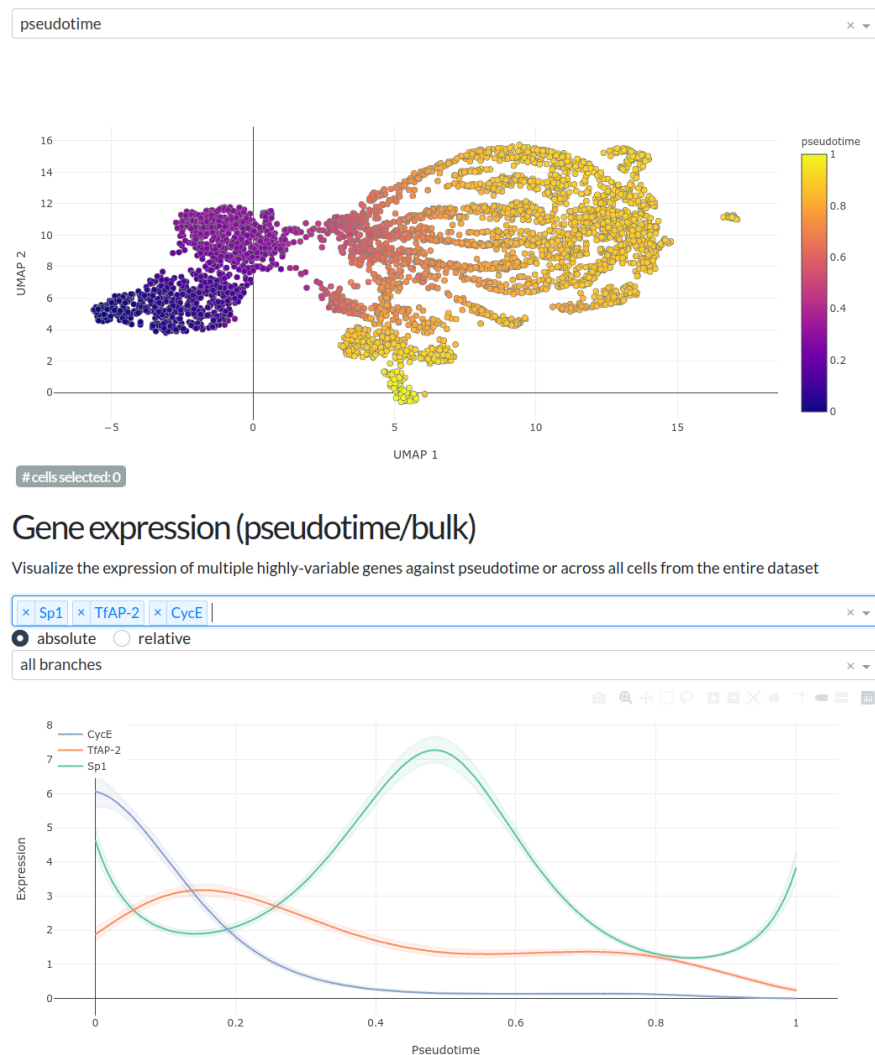 pseudotime × 
16
14
12
10
8
6
4
2
0
UMAP 2
−5 0 5 10 15
UMAP 1
pseudotime
1
0.8
0.6
0.4
0.2
0
# cells selected: 0
Gene expression (pseudotime/bulk)
Visualize the expression of multiple highly-variable genes against pseudotime or across all cells from the entire dataset
× Sp1 × TfAP-2 × CycE ×
absolute relative
all branches ×
CycE
TfAP-2
Sp1
8
7
6
5
4
3
2
1
0
Expression
0 0.2 0.4 0.6 0.8 1
Pseudotime